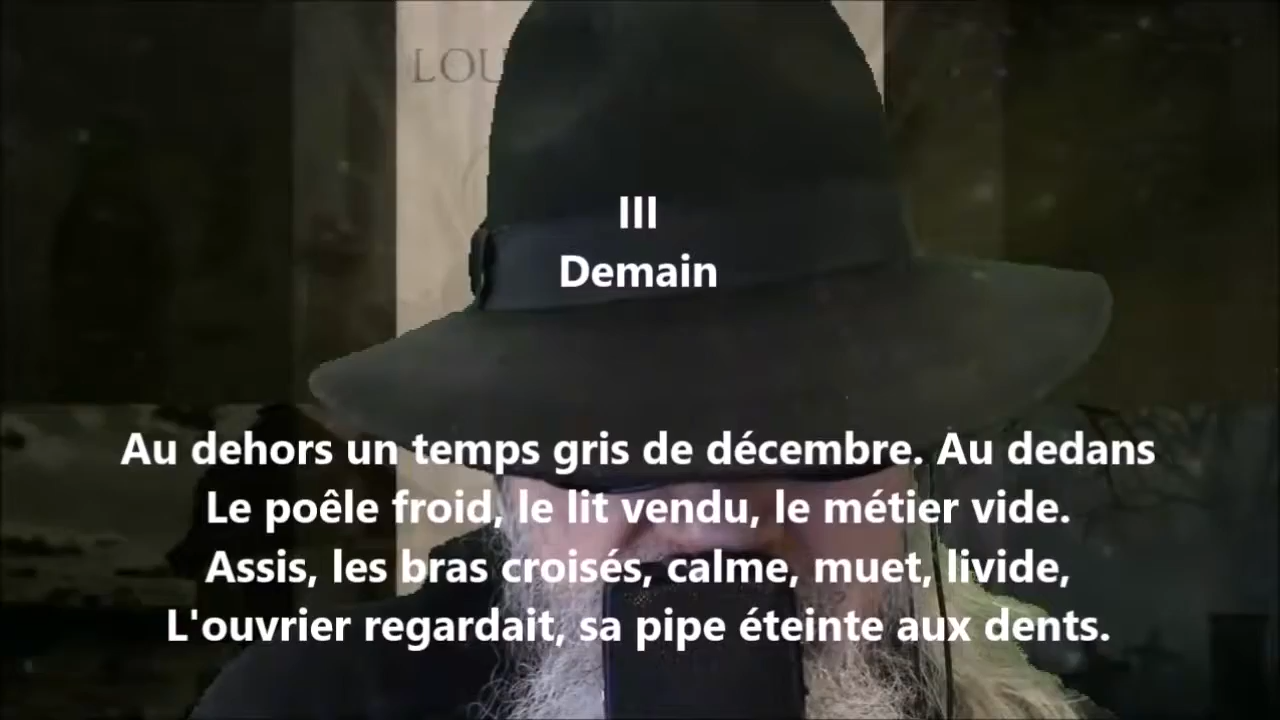 LOU
III
Demain
Au dehors un temps gris de décembre. Au dedans
Le poêle froid, le lit vendu, le métier vide.
Assis, les bras croisés, calme, muet, livide,
L'ouvrier regardait, sa pipe éteinte aux dents.